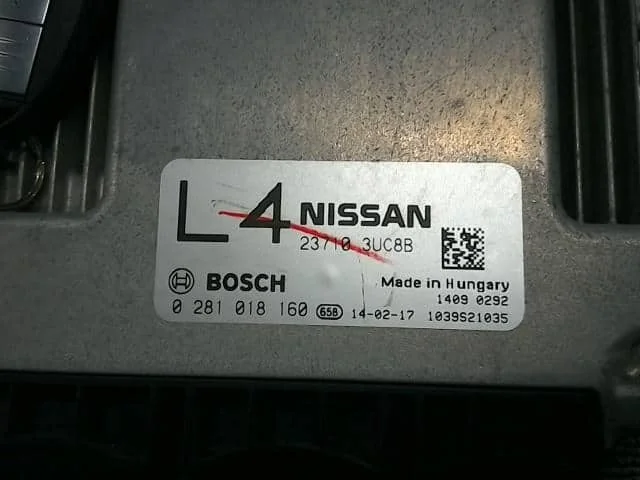 L4 NISSAN
23710 3UC8B
BOSCH Made in Hungary
1409 0292
0 281 018 160 658 14-02-17 1039S21035